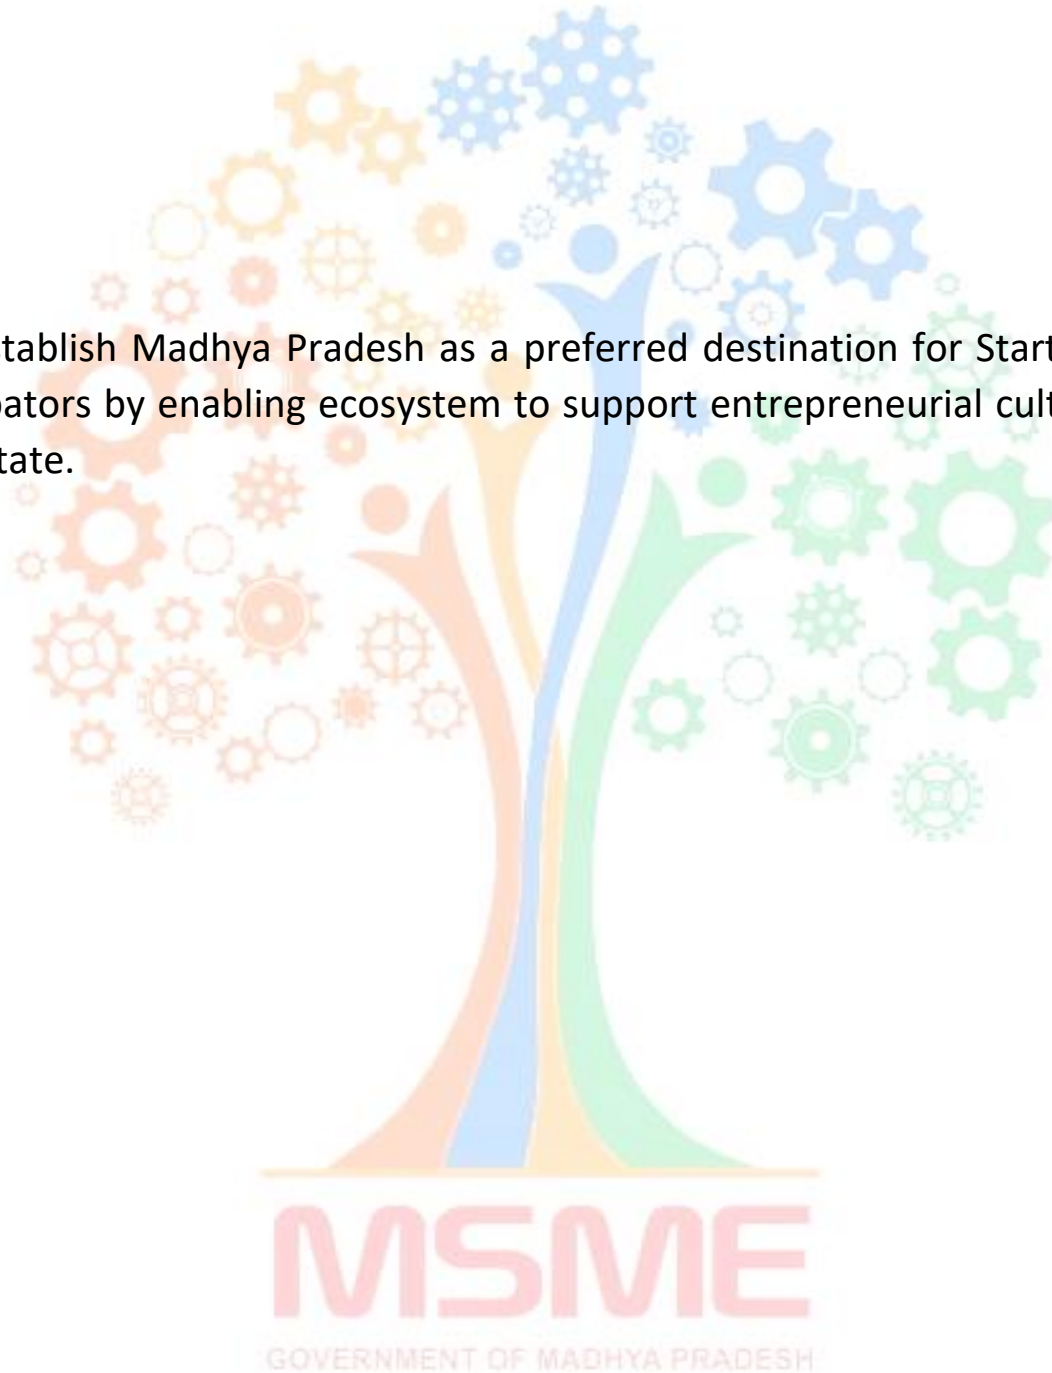 tablish Madhya Pradesh as a preferred destination for Start
ators by enabling ecosystem to support entrepreneurial cult
tate.
MSME
GOVERNMENT OF MADHYA PRADESH